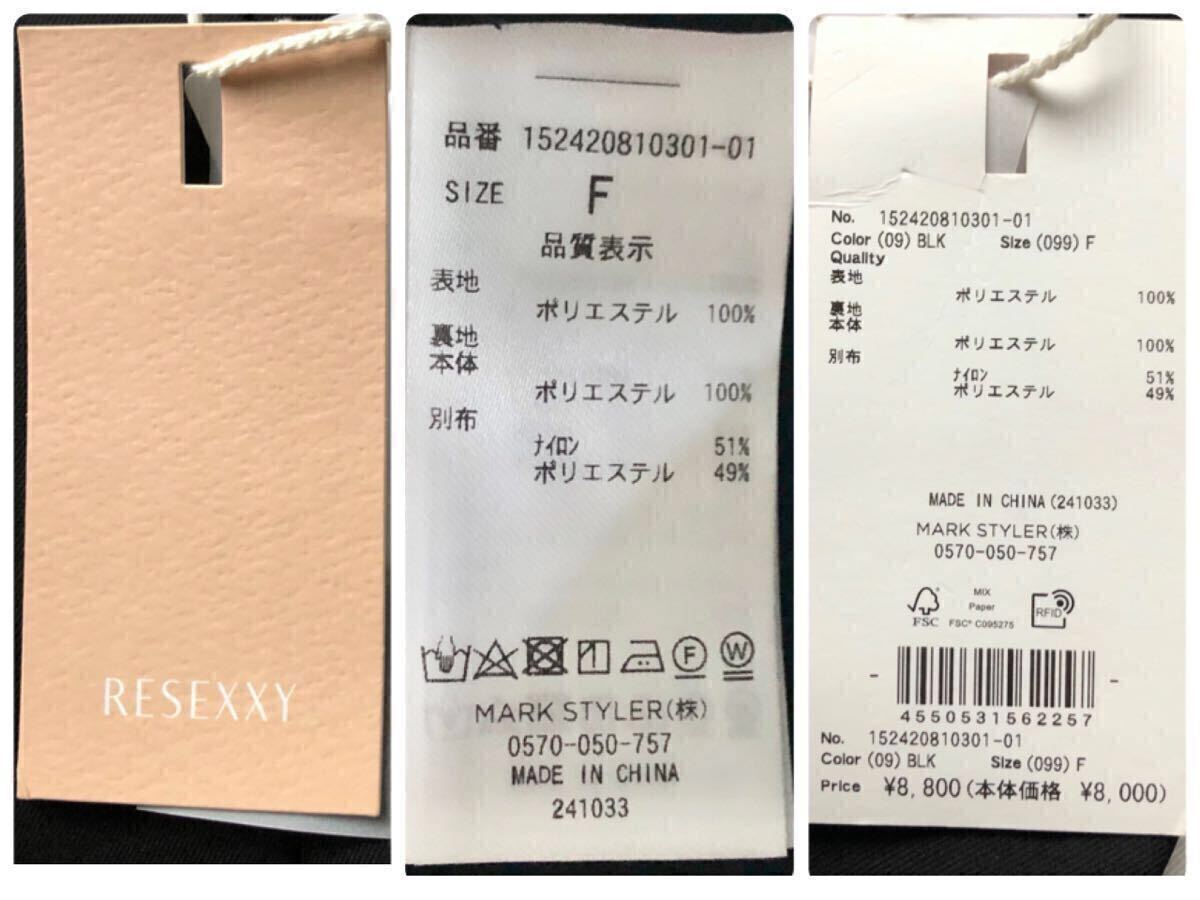 RESEXXY
品番 152420810301-01
SIZE F
品質表示
表地
ポリエステル 100%
裏地
本体
ポリエステル 100%
別布
ナイロン 51%
ポリエステル 49%
F W
MARK STYLER(株)
0570-050-757
MADE IN CHINA
241033
No. 152420810301-01
Color (09) BLK Size (099) F
Quality
表地
ポリエステル 100%
裏地
本体
ポリエステル 100%
別布
ナイロン 51%
ポリエステル 49%
MADE IN CHINA(241033)
MARK STYLER(株)
0570-050-757
FSC
MIX
Paper
FSC® C095275
RFID
4550531562257
No. 152420810301-01
Color (09) BLK Size (099) F
Price ¥8,800(本体価格 ¥8,000)